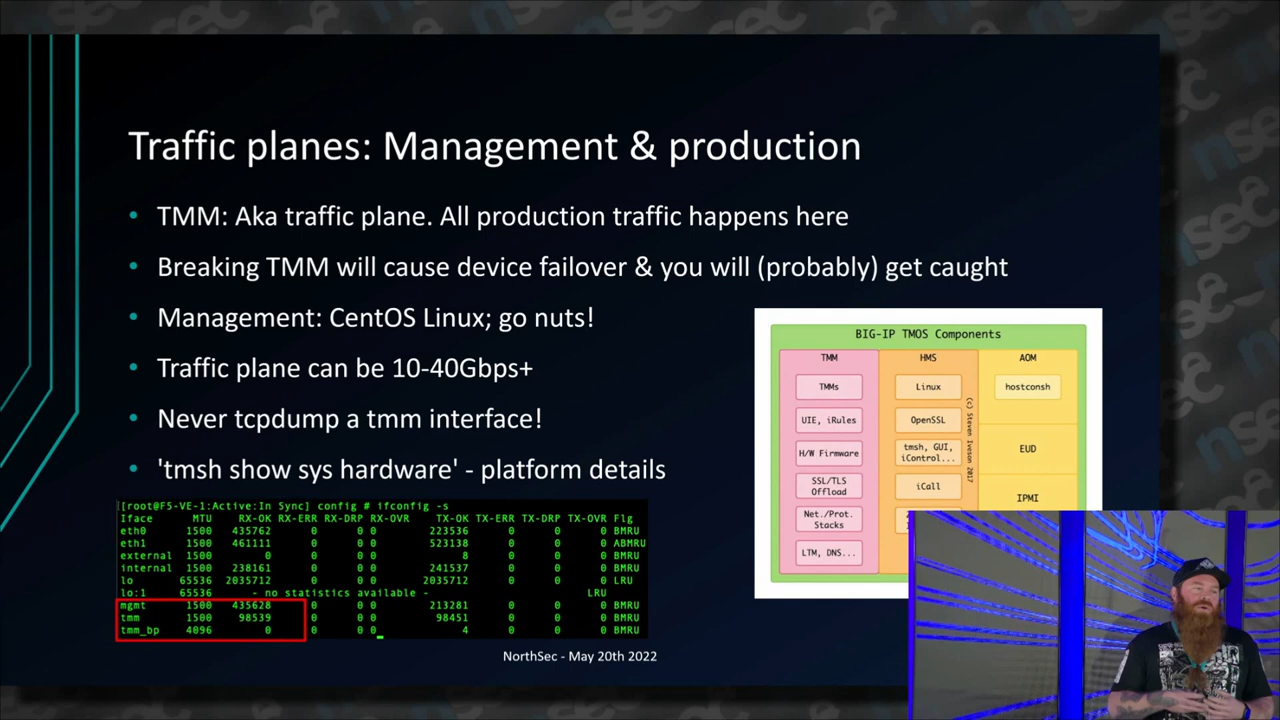 Traffic planes: Management & production
• TMM: Aka traffic plane. All production traffic happens here
• Breaking TMM will cause device failover & you will (probably) get caught
• Management: CentOS Linux; go nuts!
• Traffic plane can be 10-40Gbps+
• Never tcpdump a tmm interface!
• 'tmsh show sys hardware' - platform details
[root@F5-VE-1:Active:In Sync] config # ifconfig -s
Iface MTU RX-OK RX-ERR RX-DRP RX-OVR TX-OK TX-ERR TX-DRP TX-OVR Flg
eth0 1500 435762 0 0 0 223536 0 0 0 BMRU
eth1 1500 461111 0 0 0 523138 0 0 0 ABMRU
external 1500 0 0 0 0 8 0 0 0 BMRU
internal 1500 238161 0 0 0 241537 0 0 0 BMRU
lo 65536 2035712 0 0 0 2035712 0 0 0 LRU
lo:1 65536 - no statistics available - LRU
mgmt 1500 435628 0 0 0 213281 0 0 0 BMRU
tmm 1500 98539 0 0 0 98451 0 0 0 BMRU
tmm_bp 4096 0 0 0 0 4 0 0 0 BMRU
BIG-IP TMOS Components
TMM
TMMs
UIE, iRules
H/W Firmware
SSL/TLS
Offload
Net./Prot.
Stacks
LTM, DNS...
HMS
Linux
OpenSSL
tmsh, GUI,
iControl...
iCall
(c) Steven Iveson 2017
AOM
hostconsh
EUD
IPMI
NorthSec - May 20th 2022
nsec